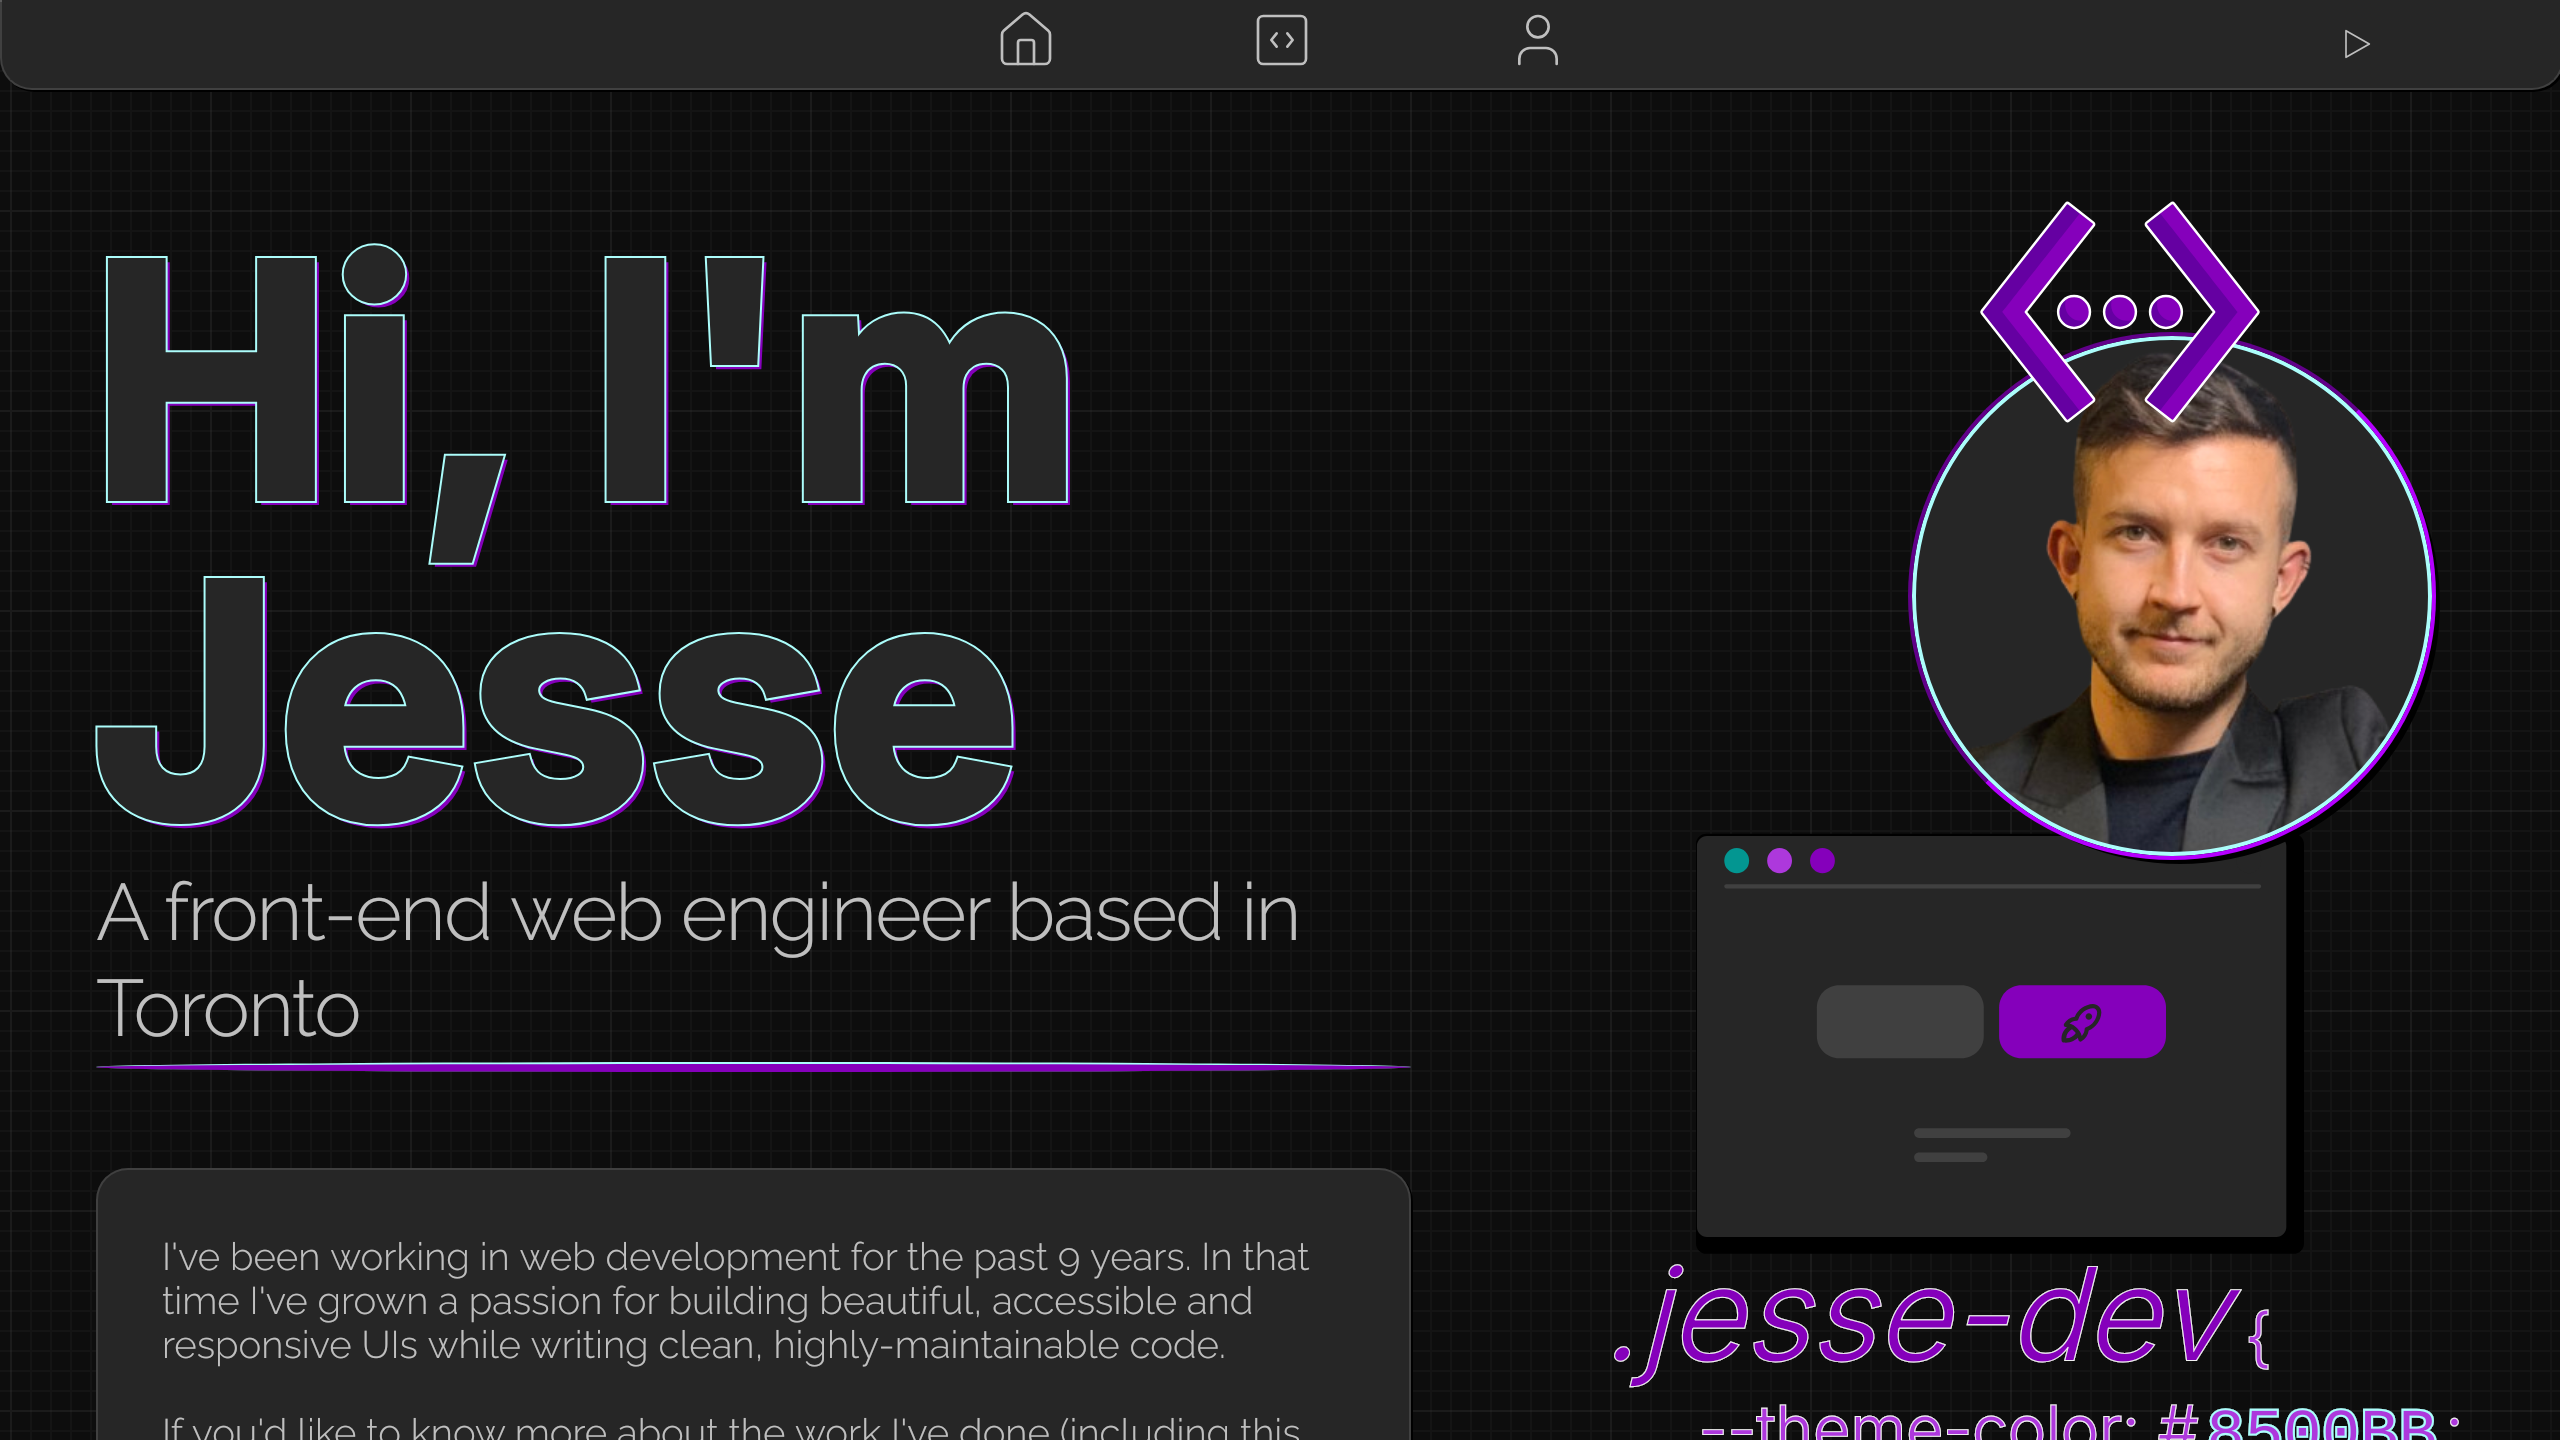 Hi, I'm
Jesse
A front-end web engineer based in
Toronto
I've been working in web development for the past 9 years. In that
time I've grown a passion for building beautiful, accessible and
responsive UIs while writing clean, highly-maintainable code.
If you'd like to know more about the work I've done (including this
.jesse-dev {
--theme-color: #8500BB;